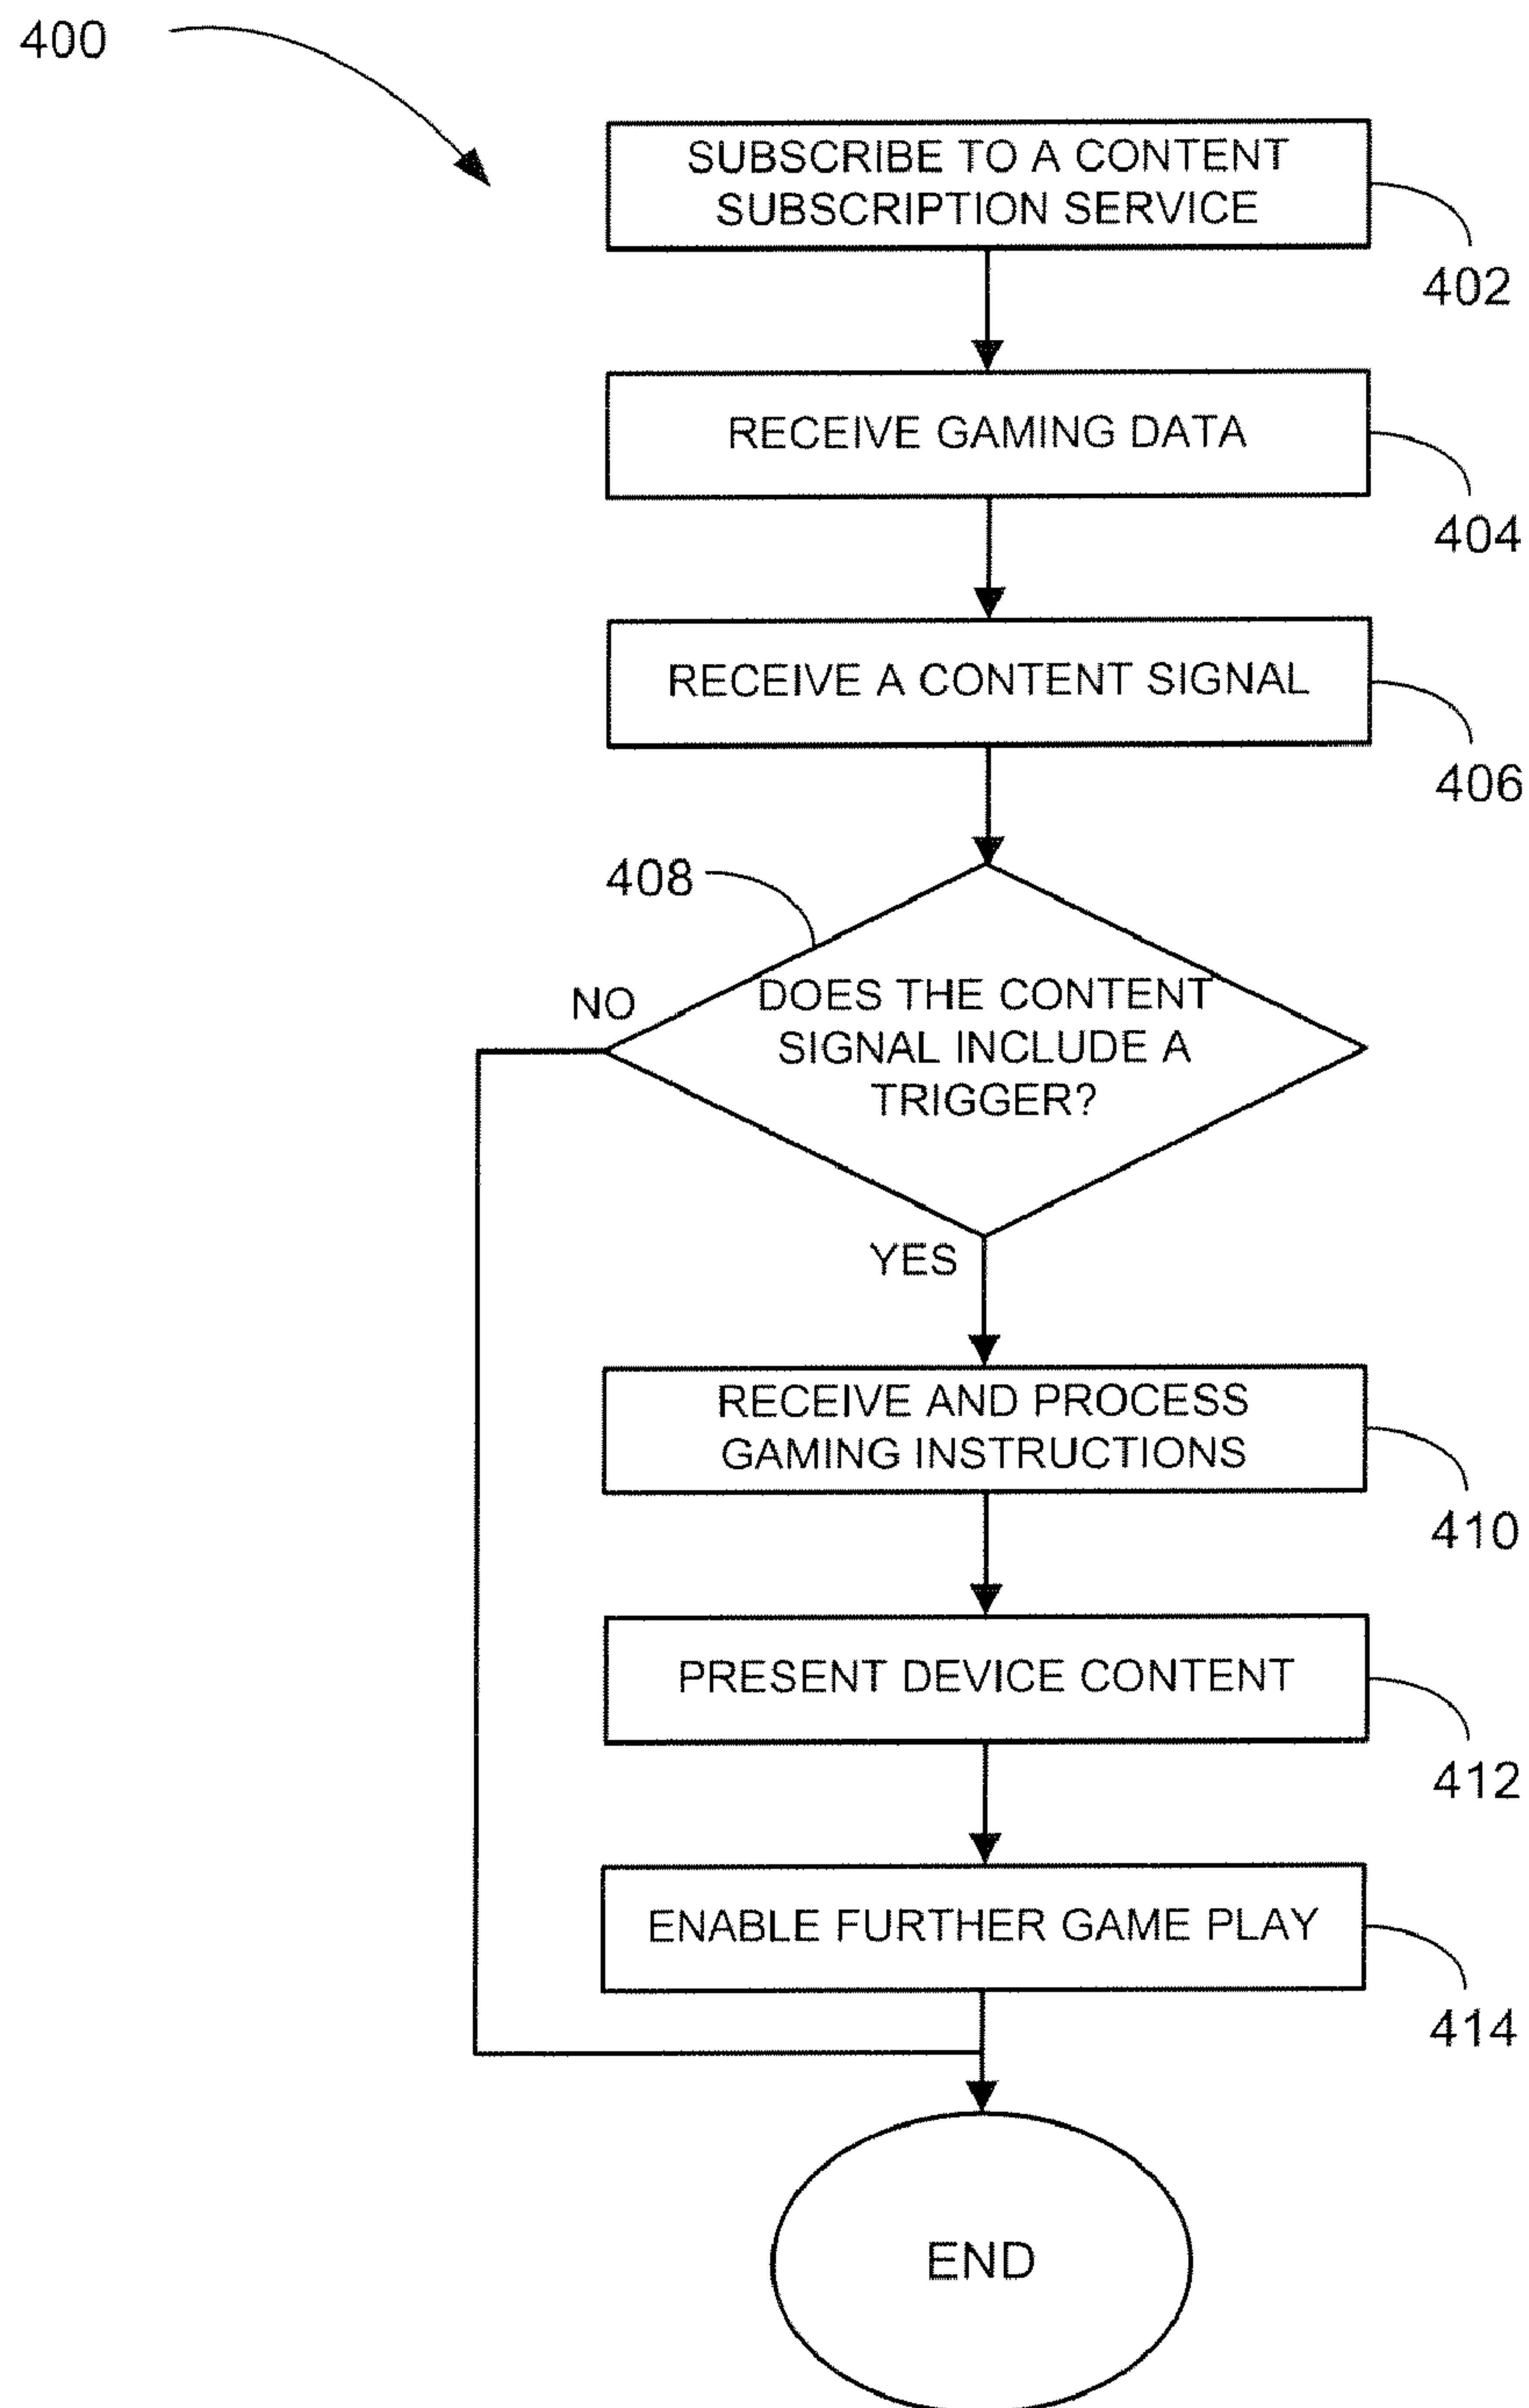 400
SUBSCRIBE TO A CONTENT
SUBSCRIPTION SERVICE
402
RECEIVE GAMING DATA
404
RECEIVE A CONTENT SIGNAL
406
408
NO
DOES THE CONTENT
SIGNAL INCLUDE A
TRIGGER?
YES
RECEIVE AND PROCESS
GAMING INSTRUCTIONS
410
PRESENT DEVICE CONTENT
412
ENABLE FURTHER GAME PLAY
414
END